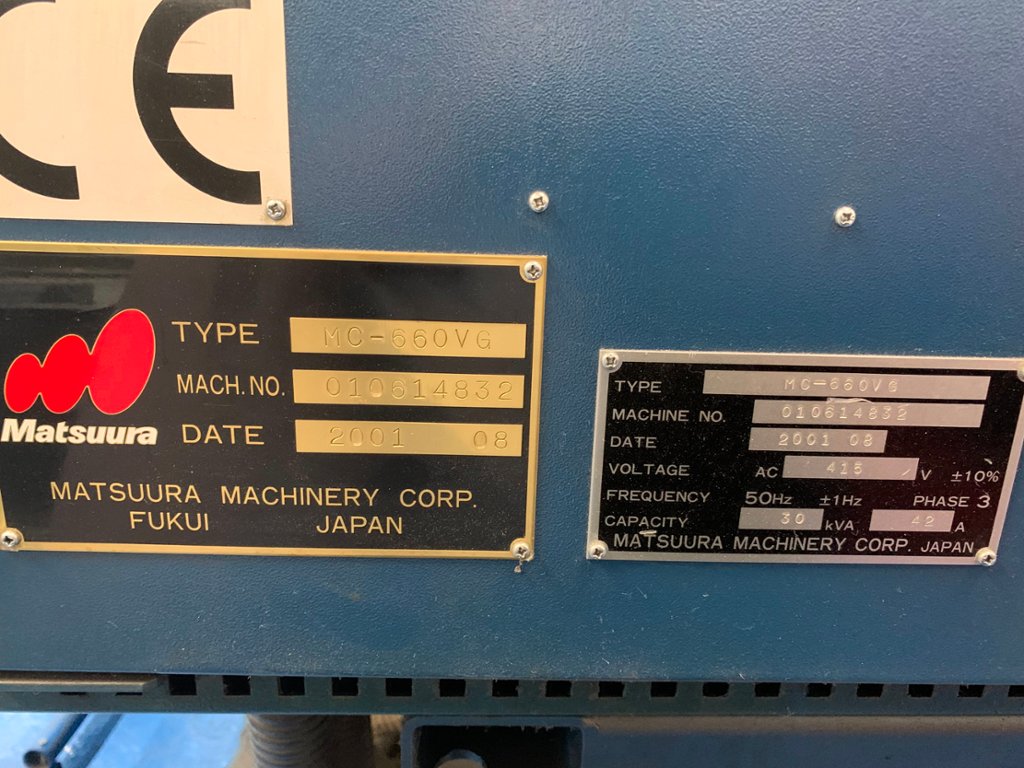 CE
TYPE MC-660VG
MACH.NO. 010614832
Matsuura DATE 2001 08
MATSUURA MACHINERY CORP.
FUKUI JAPAN
TYPE MC-660VG
MACHINE NO. 010614832
DATE 2001 08
VOLTAGE AC 415 V ±10%
FREQUENCY 50Hz ±1Hz PHASE 3
CAPACITY 30 kVA 42 A
MATSUURA MACHINERY CORP. JAPAN